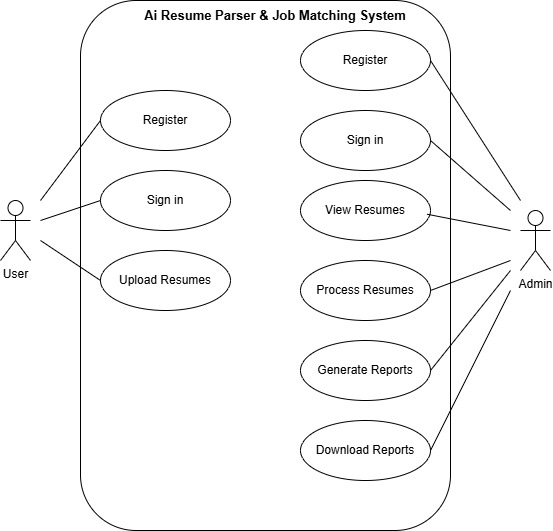 Ai Resume Parser & Job Matching System
Register
Sign in
Upload Resumes
User
Register
Sign in
View Resumes
Process Resumes
Generate Reports
Download Reports
Admin